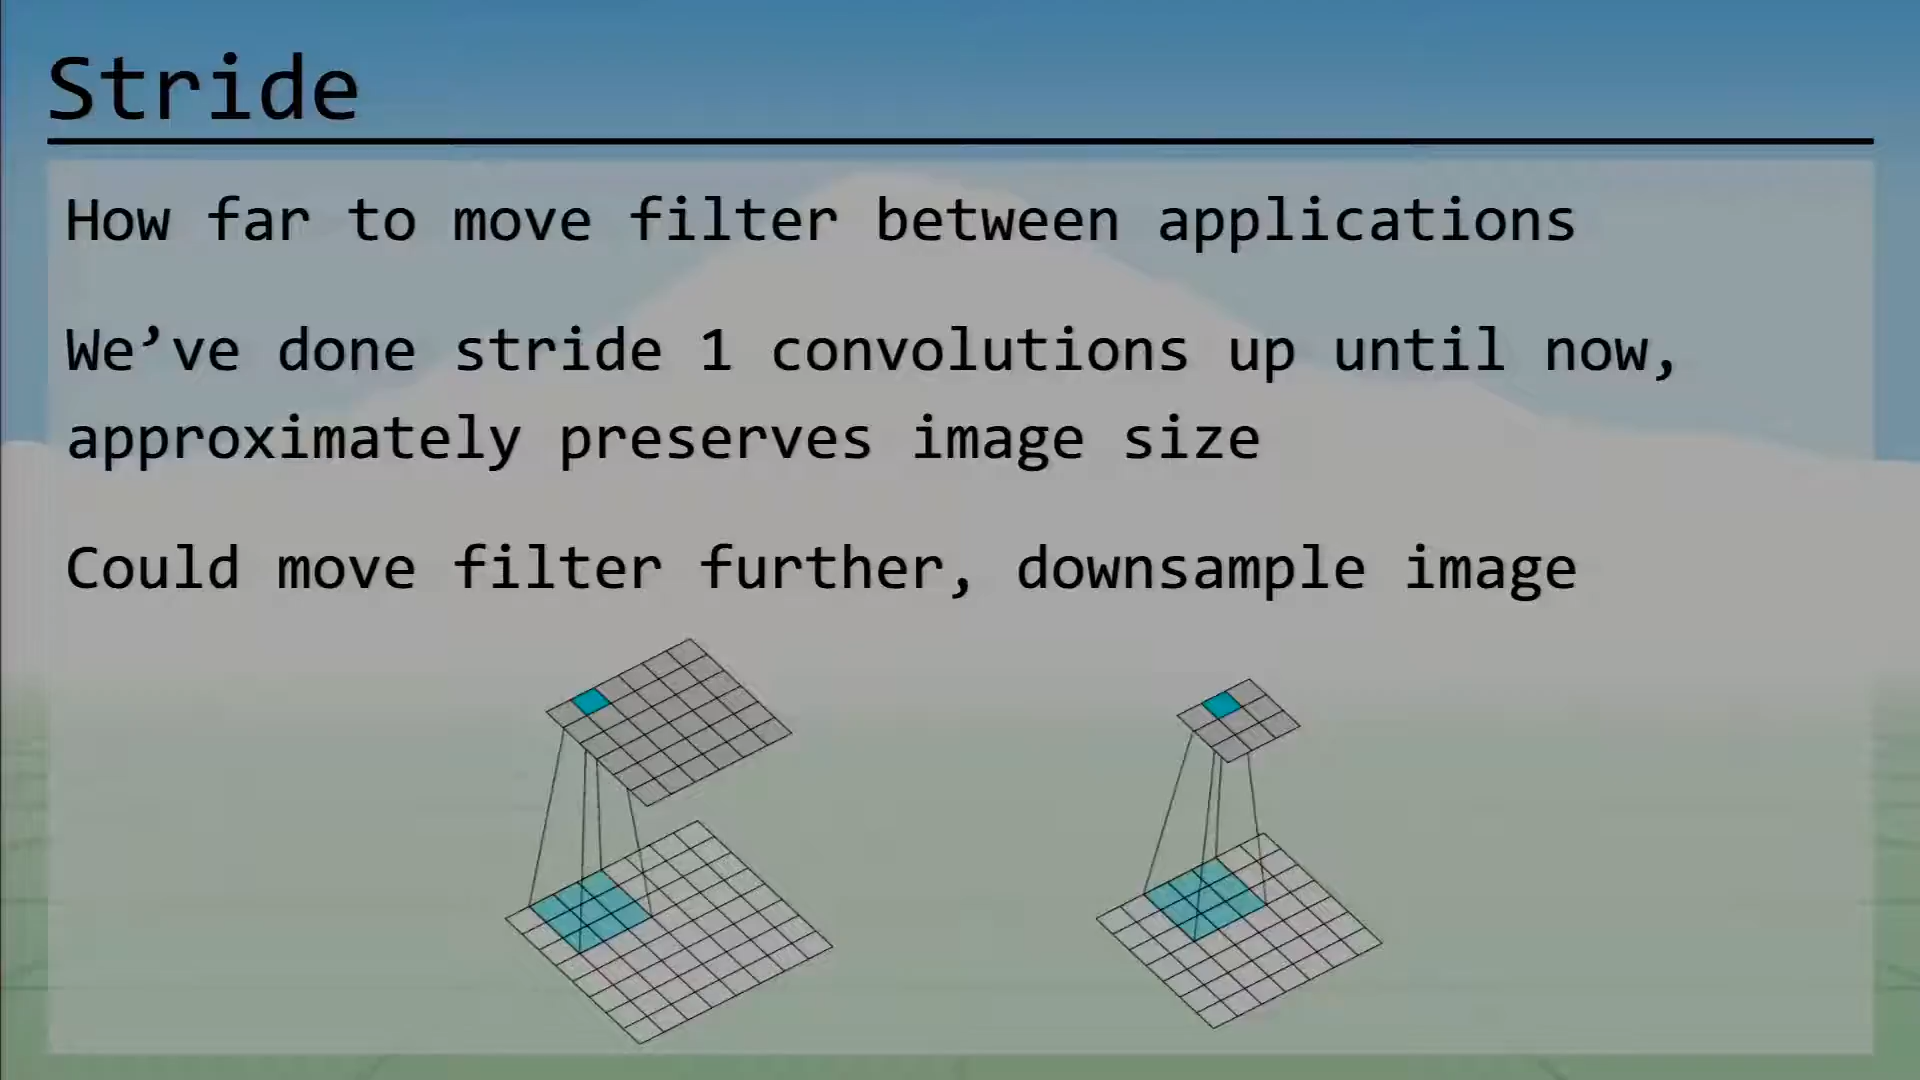 Stride
How far to move filter between applications
We’ve done stride 1 convolutions up until now,
approximately preserves image size
Could move filter further, downsample image